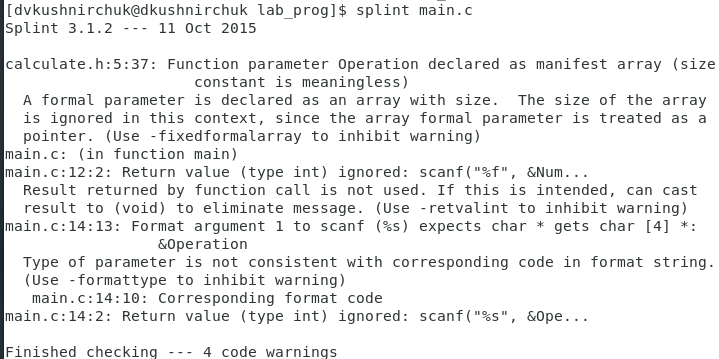 [dvkushnirchuk@dkushnirchuk lab_prog]$ splint main.c
Splint 3.1.2 --- 11 Oct 2015

calculate.h:5:37: Function parameter Operation declared as manifest array (size
                     constant is meaningless)
  A formal parameter is declared as an array with size.  The size of the array
  is ignored in this context, since the array formal parameter is treated as a
  pointer. (Use -fixedformalarray to inhibit warning)
main.c: (in function main)
main.c:12:2: Return value (type int) ignored: scanf("%f", &Num...
  Result returned by function call is not used. If this is intended, can cast
  result to (void) to eliminate message. (Use -retvalint to inhibit warning)
main.c:14:13: Format argument 1 to scanf (%s) expects char * gets char [4] *:
                 &Operation
  Type of parameter is not consistent with corresponding code in format string.
  (Use -formattype to inhibit warning)
   main.c:14:10: Corresponding format code
main.c:14:2: Return value (type int) ignored: scanf("%s", &Ope...

Finished checking --- 4 code warnings